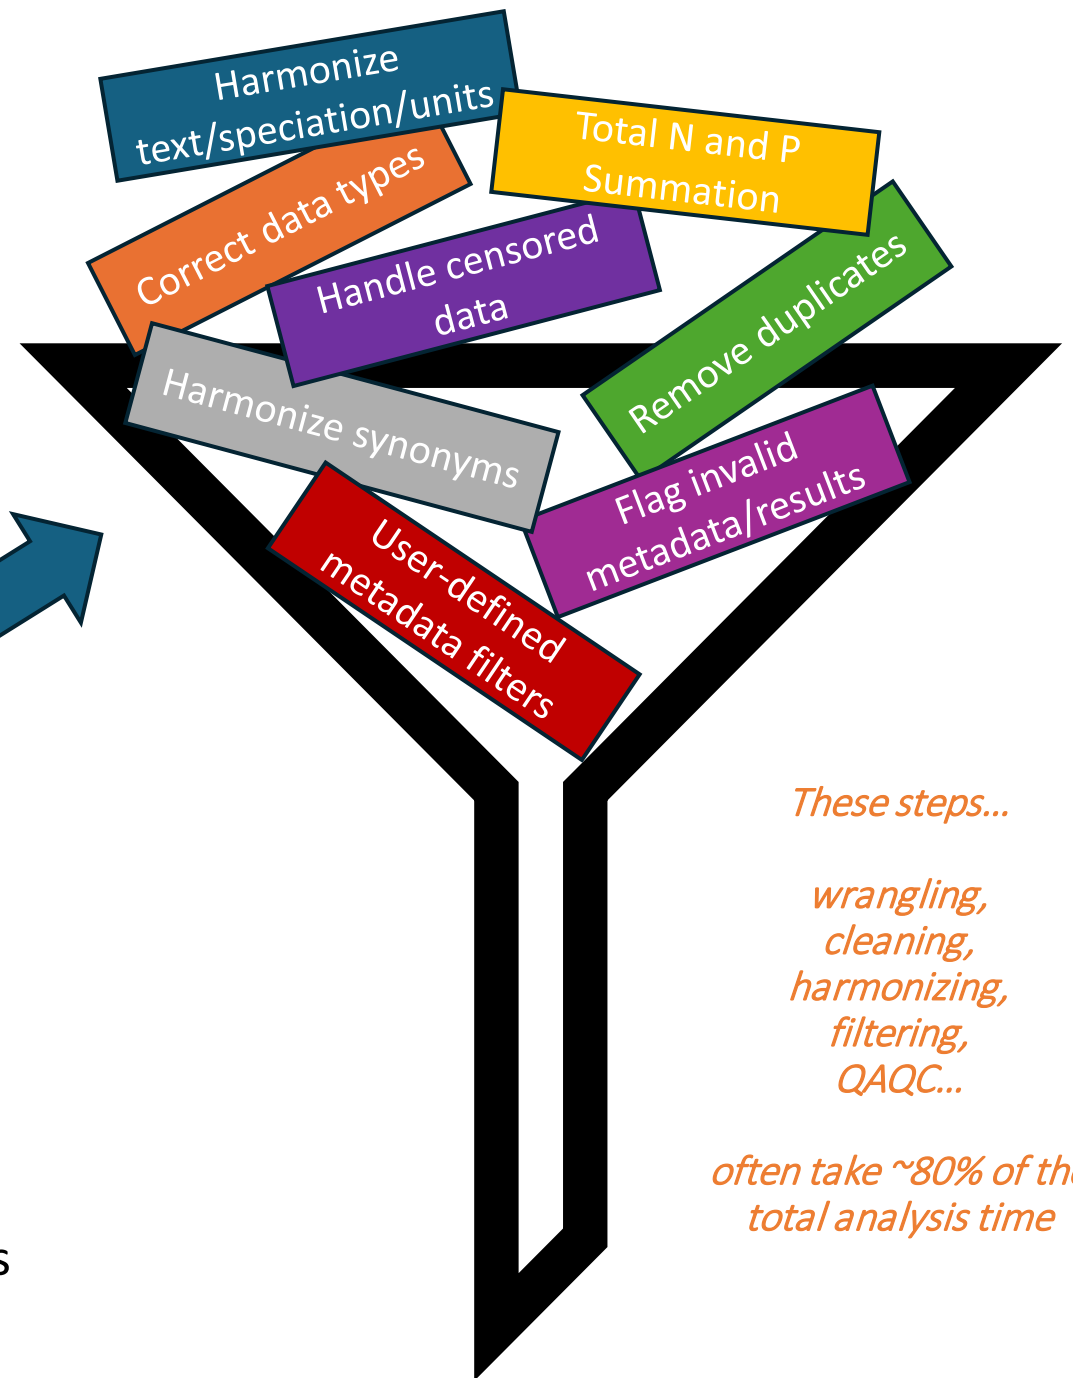 Harmonize
text/speciation/units
Total N and P
Summation
Correct data types
Handle censored
data
Remove duplicates
Harmonize synonyms
Flag invalid
metadata/results
User-defined
metadata filters
These steps...
wrangling,
cleaning,
harmonizing,
filtering,
QAQC...
often take ~80% of the
total analysis time
s